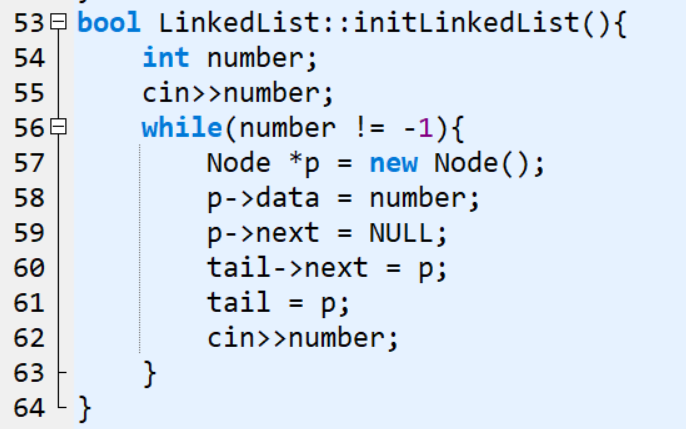 53 bool LinkedList::initLinkedList(){
54 int number;
55 cin>>number;
56 while(number != -1){
57 Node *p = new Node();
58 p->data = number;
59 p->next = NULL;
60 tail->next = p;
61 tail = p;
62 cin>>number;
63 }
64 }